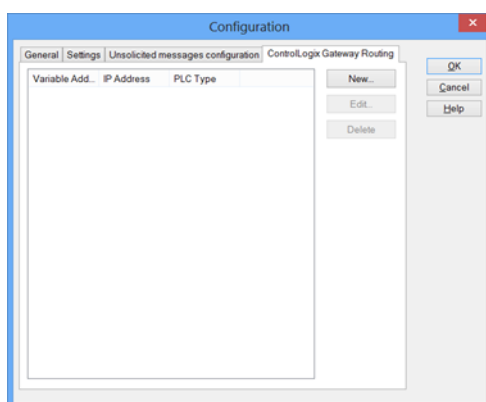 Configuration
General Settings Unsolicited messages configuration ControlLogix Gateway Routing
Variable Add... IP Address PLC Type
New...
Edit...
Delete
OK
Cancel
Help